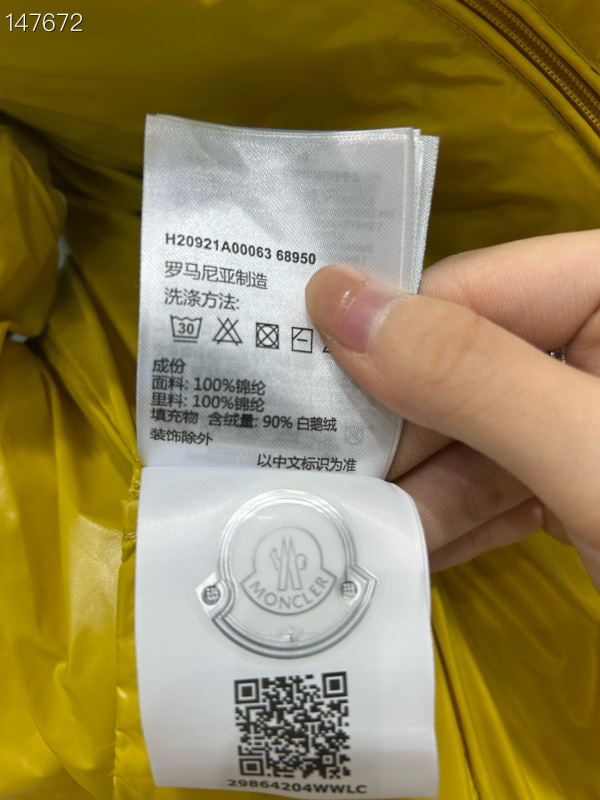 147672
H20921A00063 68950
罗马尼亚制造
洗涤方法:
30
成份
面料: 100%锦纶
里料: 100%锦纶
填充物 含绒量: 90% 白鹅绒
装饰除外
以中文标识为准
MONCLER
29864204WWLC